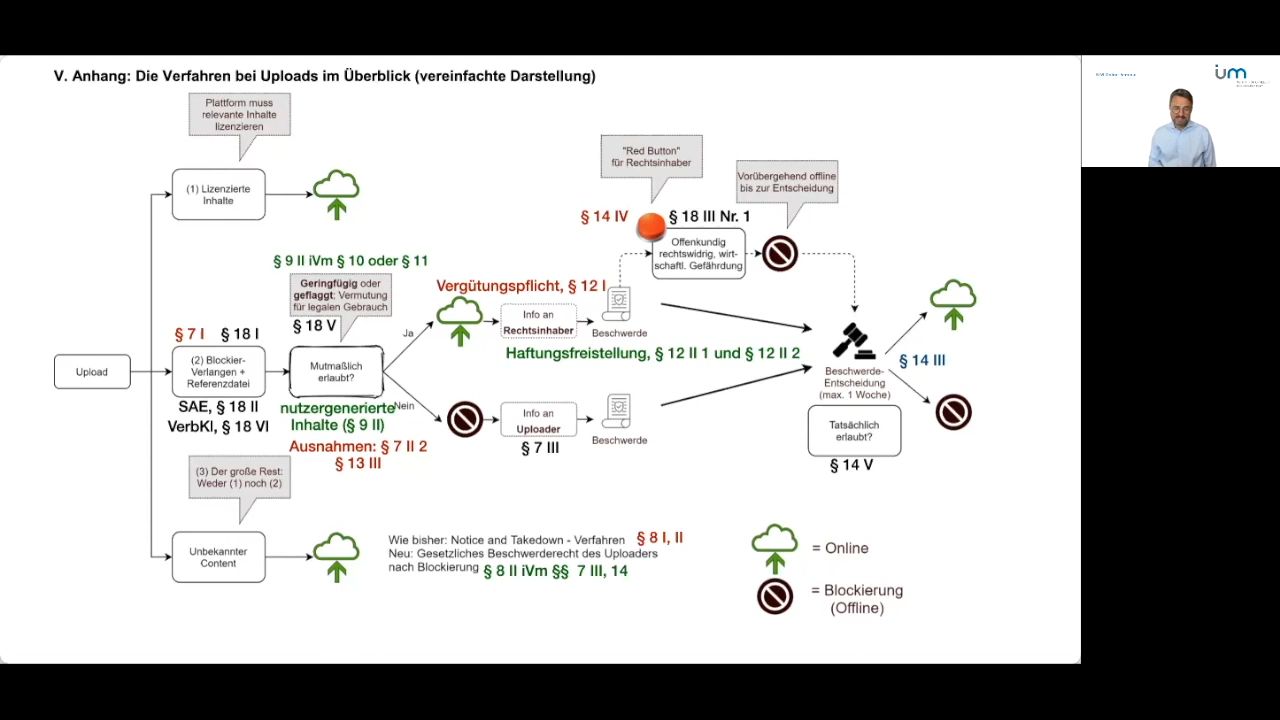 V. Anhang: Die Verfahren bei Uploads im Überblick (vereinfachte Darstellung)
Plattform muss
relevante Inhalte
lizenzieren
(1) Lizenzierte
Inhalte
"Red Button"
für Rechtsinhaber
Vorübergehend offline
bis zur Entscheidung
§ 14 IV
§ 18 III Nr. 1
Offenkundig
rechtswidrig, wirt-
schaftl. Gefährdung
§ 9 II iVm § 10 oder § 11
Geringfügig oder
geflaggt: Vermutung
für legalen Gebrauch
§ 18 V
Vergütungspflicht, § 12 I
§ 7 I § 18 I
Upload
(2) Blockier-
Verlangen +
Referenzdatei
SAE, § 18 II
VerbKl, § 18 VI
Mutmaßlich
erlaubt?
Ja
Nein
nutzergenerierte
Inhalte (§ 9 II)
Ausnahmen: § 7 II 2
§ 13 III
Info an
Rechtsinhaber
Beschwerde
Haftungsfreistellung, § 12 II 1 und § 12 II 2
Info an
Uploader
§ 7 III
Beschwerde
Beschwerde-
Entscheidung
(max. 1 Woche)
§ 14 III
Tatsächlich
erlaubt?
§ 14 V
(3) Der große Rest:
Weder (1) noch (2)
Unbekannter
Content
Wie bisher: Notice and Takedown - Verfahren § 8 I, II
Neu: Gesetzliches Beschwerderecht des Uploaders
nach Blockierung § 8 II iVm §§ 7 III, 14
= Online
= Blockierung
(Offline)